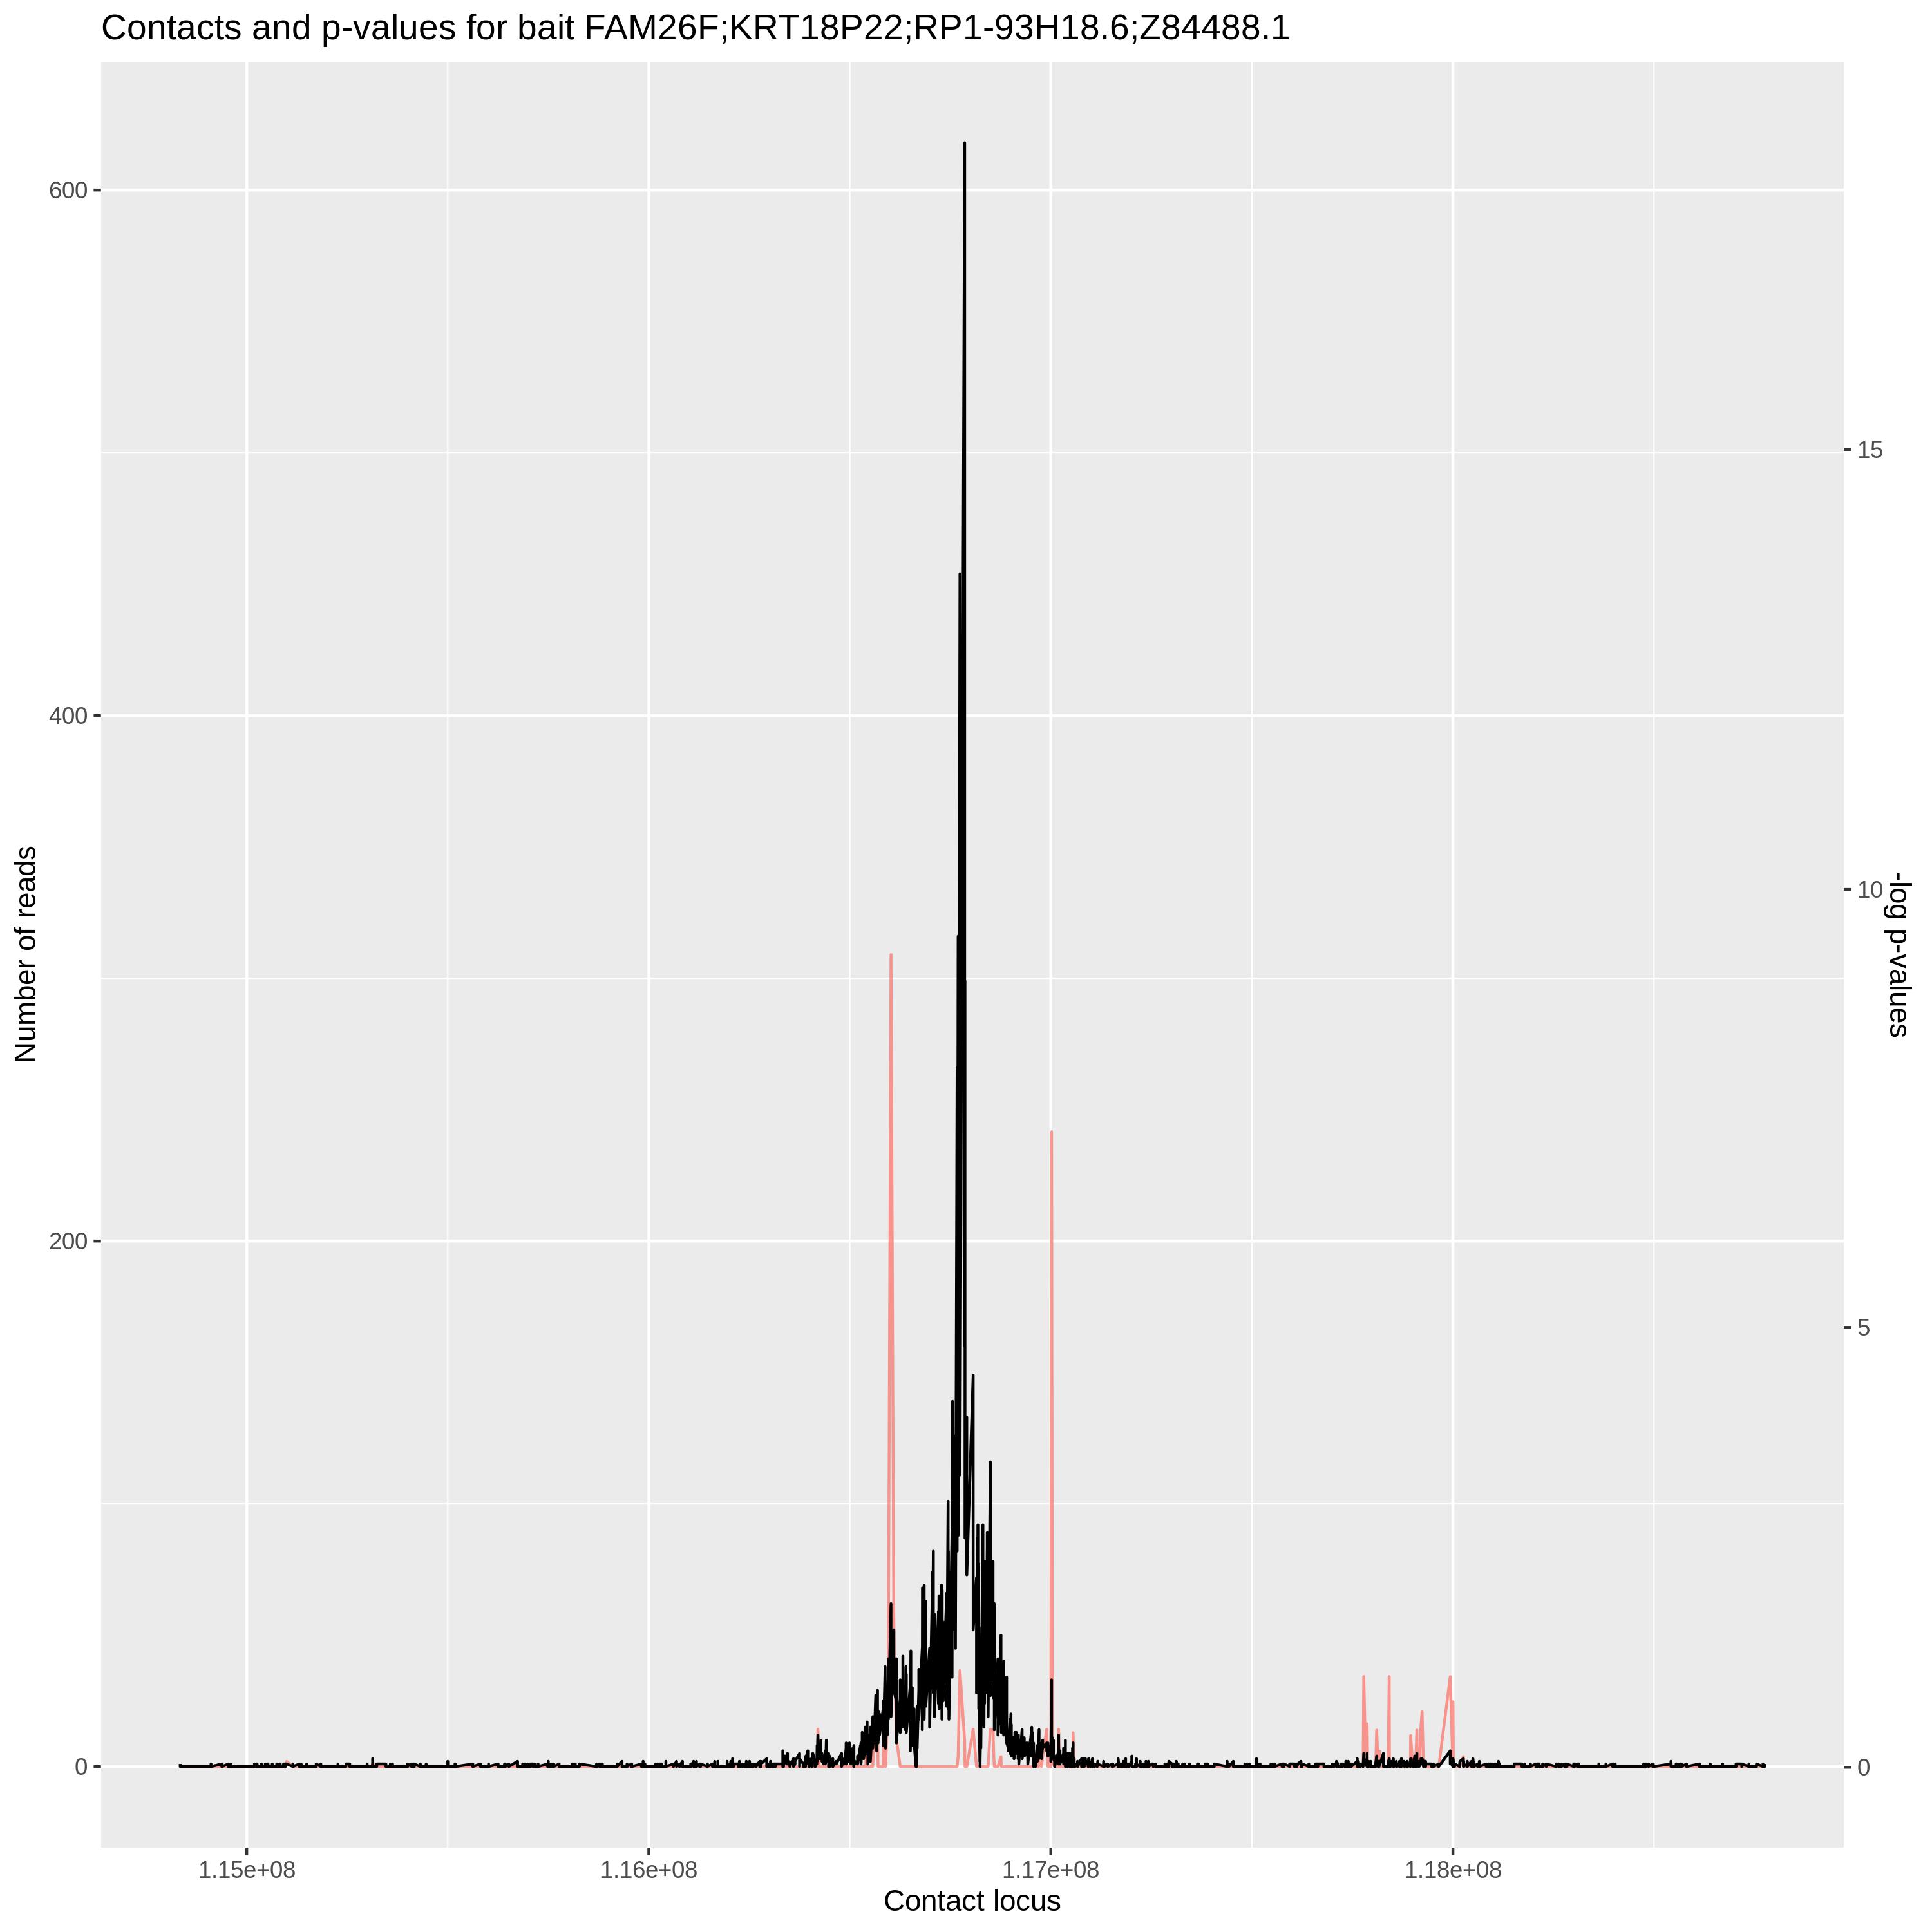 Contacts and p-values for bait FAM26F;KRT18P22;RP1-93H18.6;Z84488.1
600
400
200
0
Number of reads
15
10
5
0
-log p-values
1.15e+08
1.16e+08
1.17e+08
1.18e+08
Contact locus